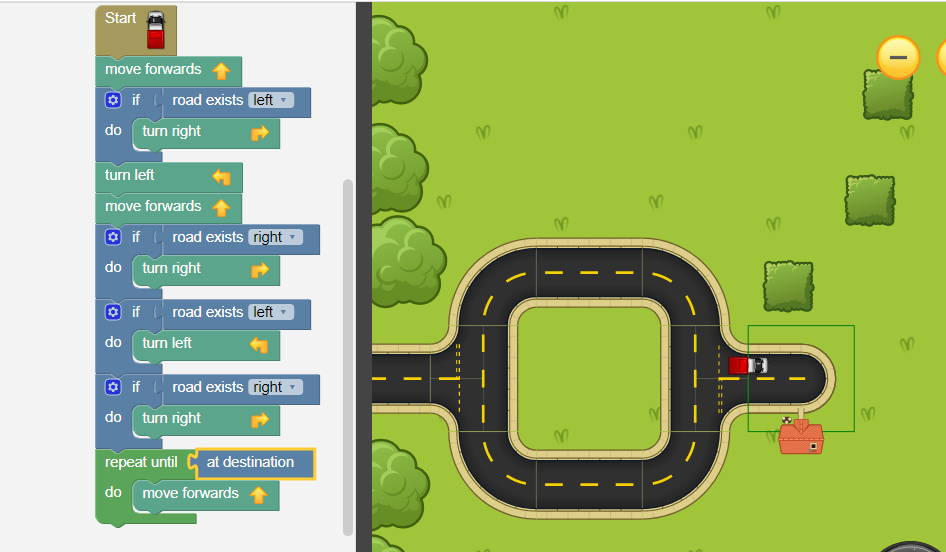 Start
move forwards
if road exists left
do turn right
turn left
move forwards
if road exists right
do turn right
if road exists left
do turn left
if road exists right
do turn right
repeat until at destination
do move forwards